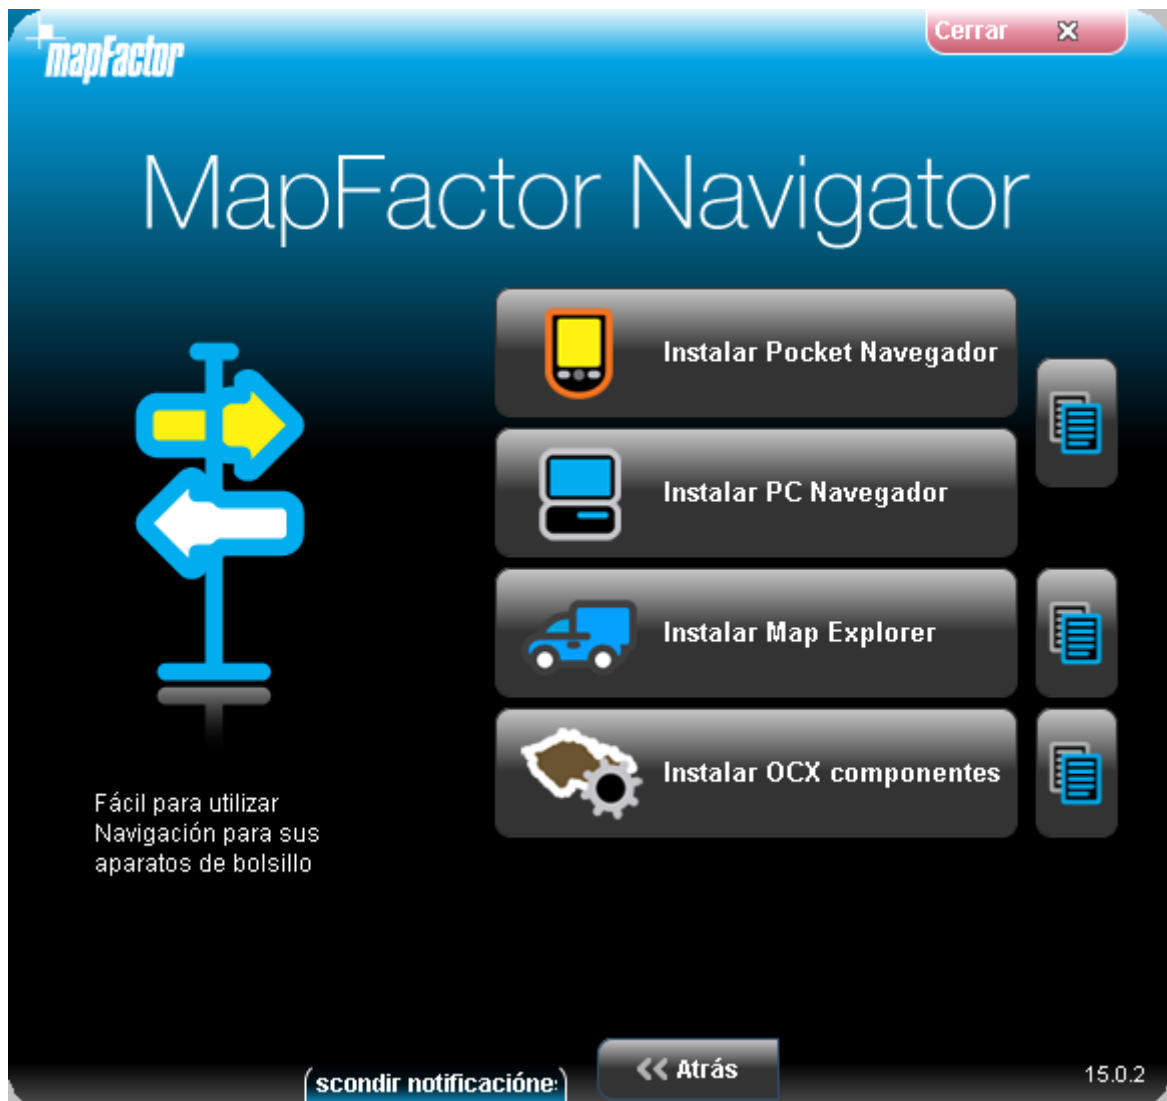 mapFactor
Cerrar
MapFactor Navigator
Instalar Pocket Navegador
Instalar PC Navegador
Instalar Map Explorer
Instalar OCX componentes
Fácil para utilizar
Navigación para sus
aparatos de bolsillo
scondir notificacióne
Atrás
15.0.2